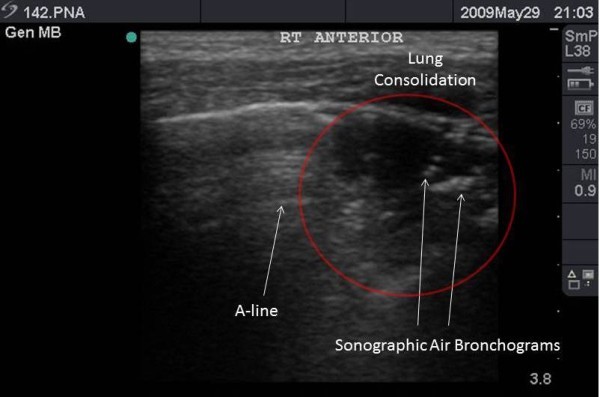 142.PNA
2009May29 21:03
Gen MB
RT ANTERIOR
SmP
L38
Lung
Consolidation
CF
69%
19
150
MI
0.9
A-line
Sonographic Air Bronchograms
3.8